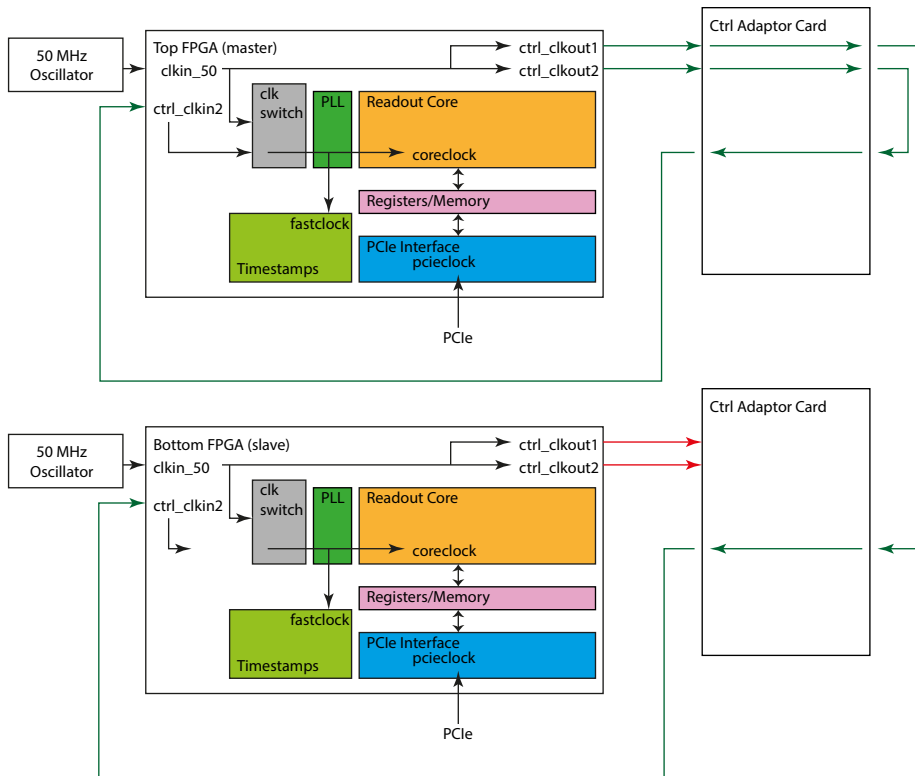 50 MHz
Oscillator
Top FPGA (master)
clkin_50
ctrl_clkout1
ctrl_clkout2
Ctrl Adaptor Card
ctrl_clkin2
clk
switch
PLL
Readout Core
coreclock
Registers/Memory
fastclock
Timestamps
PCIe Interface
pcieclock
PCIe
50 MHz
Oscillator
Bottom FPGA (slave)
clkin_50
ctrl_clkout1
ctrl_clkout2
Ctrl Adaptor Card
ctrl_clkin2
clk
switch
PLL
Readout Core
coreclock
Registers/Memory
fastclock
Timestamps
PCIe Interface
pcieclock
PCIe